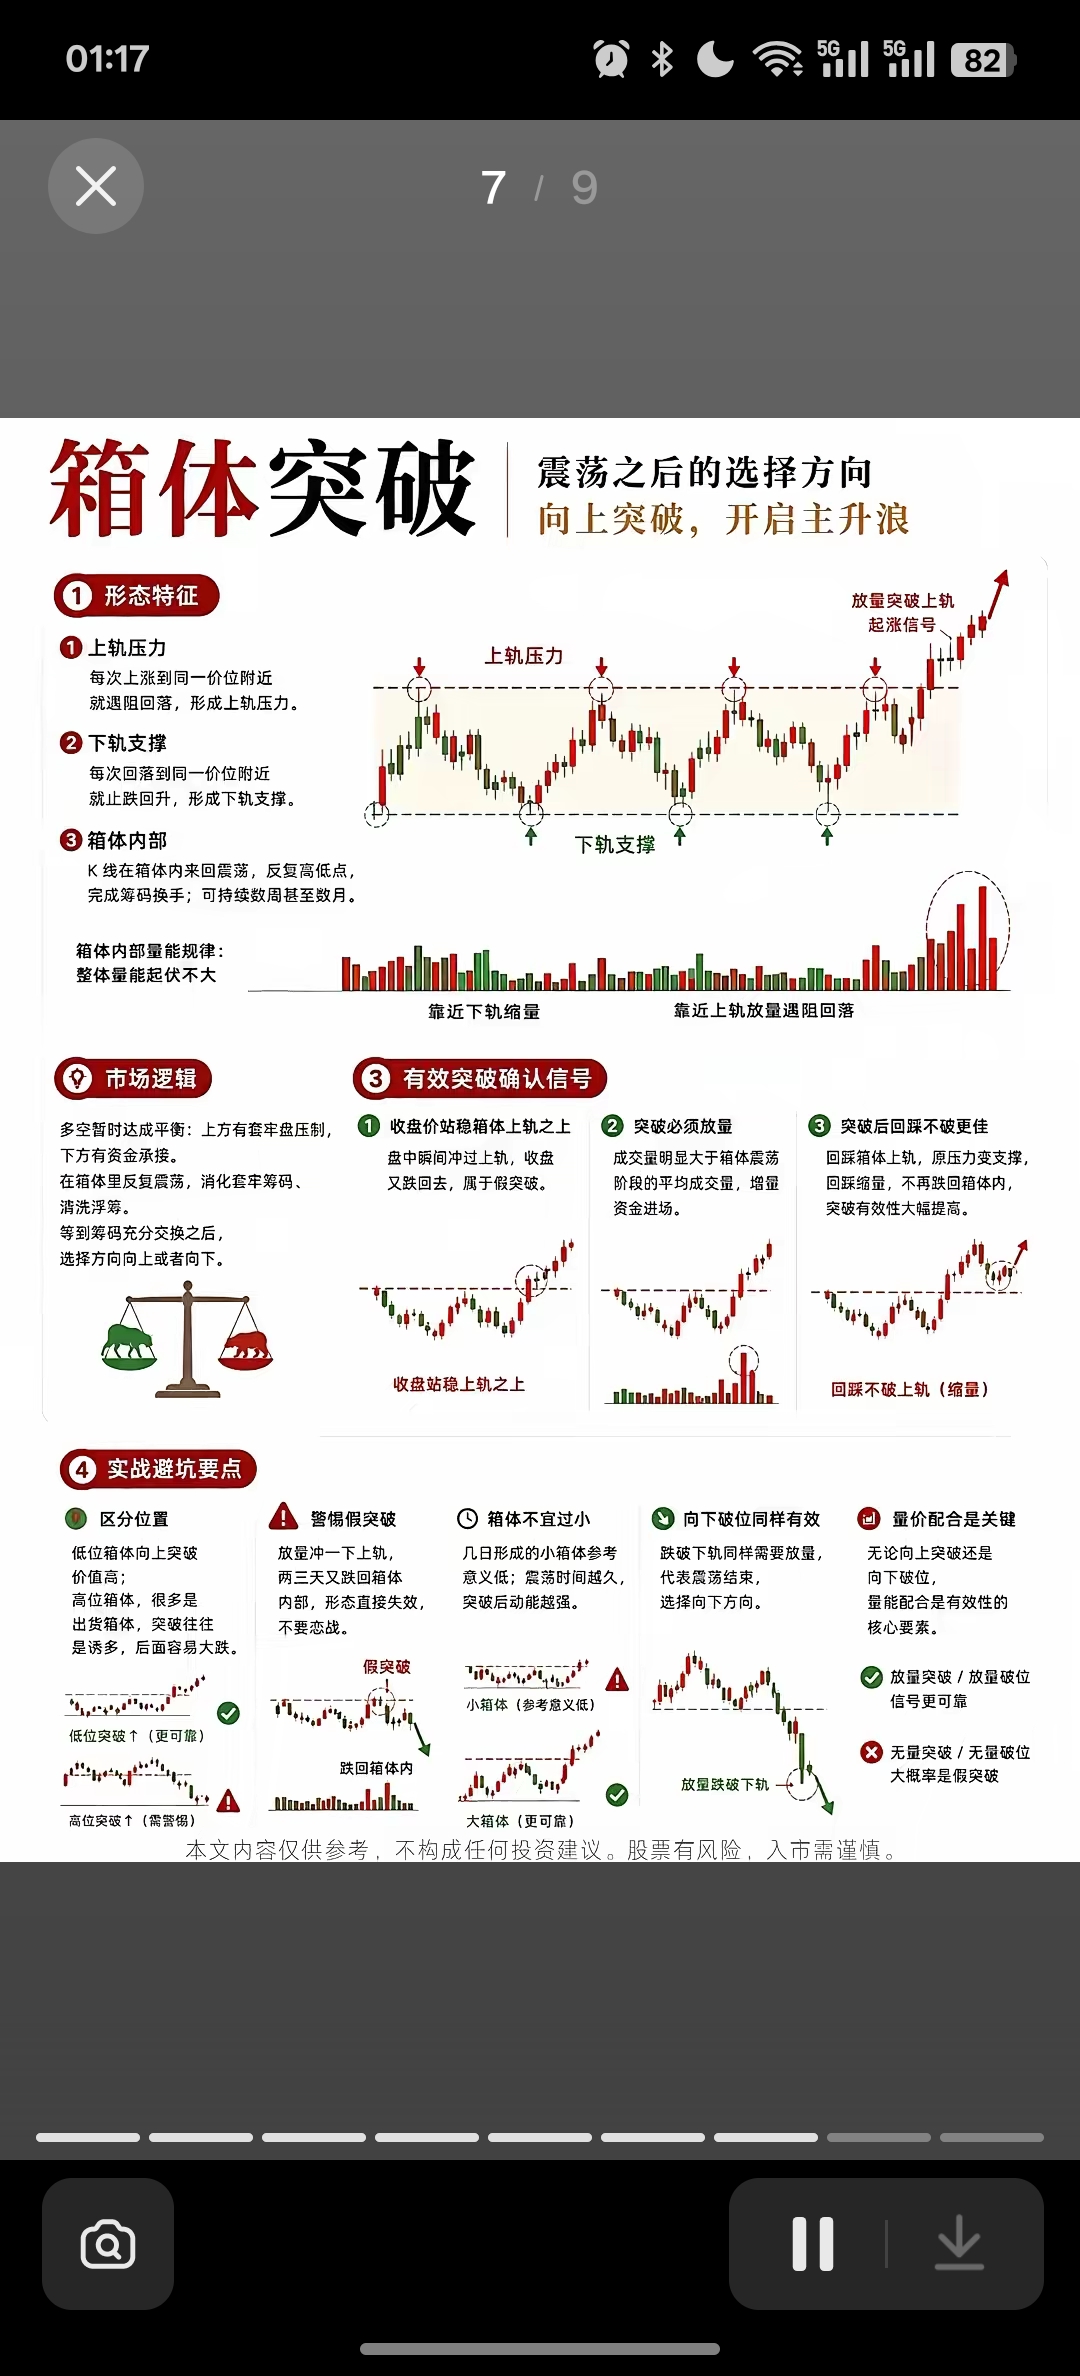 01:17
5G
5G
82
7 / 9
箱体突破
震荡之后的选择方向
向上突破，开启主升浪
1 形态特征
1 上轨压力
每次上涨到同一价位附近
就遇阻回落，形成上轨压力。
2 下轨支撑
每次回落到同一价位附近
就止跌回升，形成下轨支撑。
3 箱体内部
K 线在箱体内来回震荡，反复高低点，
完成筹码换手；可持续数周甚至数月。
放量突破上轨
起涨信号
上轨压力
下轨支撑
箱体内部量能规律：
整体量能起伏不大
靠近下轨缩量
靠近上轨放量遇阻回落
市场逻辑
多空暂时达成平衡：上方有套牢盘压制，
下方有资金承接。
在箱体里反复震荡，消化套牢筹码、
清洗浮筹。
等到筹码充分交换之后，
选择方向向上或者向下。
3 有效突破确认信号
1 收盘价站稳箱体上轨之上
盘中瞬间冲过上轨，收盘
又跌回去，属于假突破。
收盘站稳上轨之上
2 突破必须放量
成交量明显大于箱体震荡
阶段的平均成交量，增量
资金进场。
3 突破后回踩不破更佳
回踩箱体上轨，原压力变支撑，
回踩缩量，不再跌回箱体内，
突破有效性大幅提高。
回踩不破上轨（缩量）
4 实战避坑要点
区分位置
低位箱体向上突破
价值高；
高位箱体，很多是
出货箱体，突破往往
是诱多，后面容易大跌。
低位突破↑（更可靠）
高位突破↑（需警惕）
警惕假突破
放量冲一下上轨，
两三天又跌回箱体
内部，形态直接失效，
不要恋战。
假突破
跌回箱体内
箱体不宜过小
几日形成的小箱体参考
意义低；震荡时间越久，
突破后动能越强。
小箱体（参考意义低）
大箱体（更可靠）
向下破位同样有效
跌破下轨同样需要放量，
代表震荡结束，
选择向下方向。
放量跌破下轨
量价配合是关键
无论向上突破还是
向下破位，
量能配合是有效性的
核心要素。
放量突破 / 放量破位
信号更可靠
无量突破 / 无量破位
大概率是假突破
本文内容仅供参考，不构成任何投资建议。股票有风险，入市需谨慎。